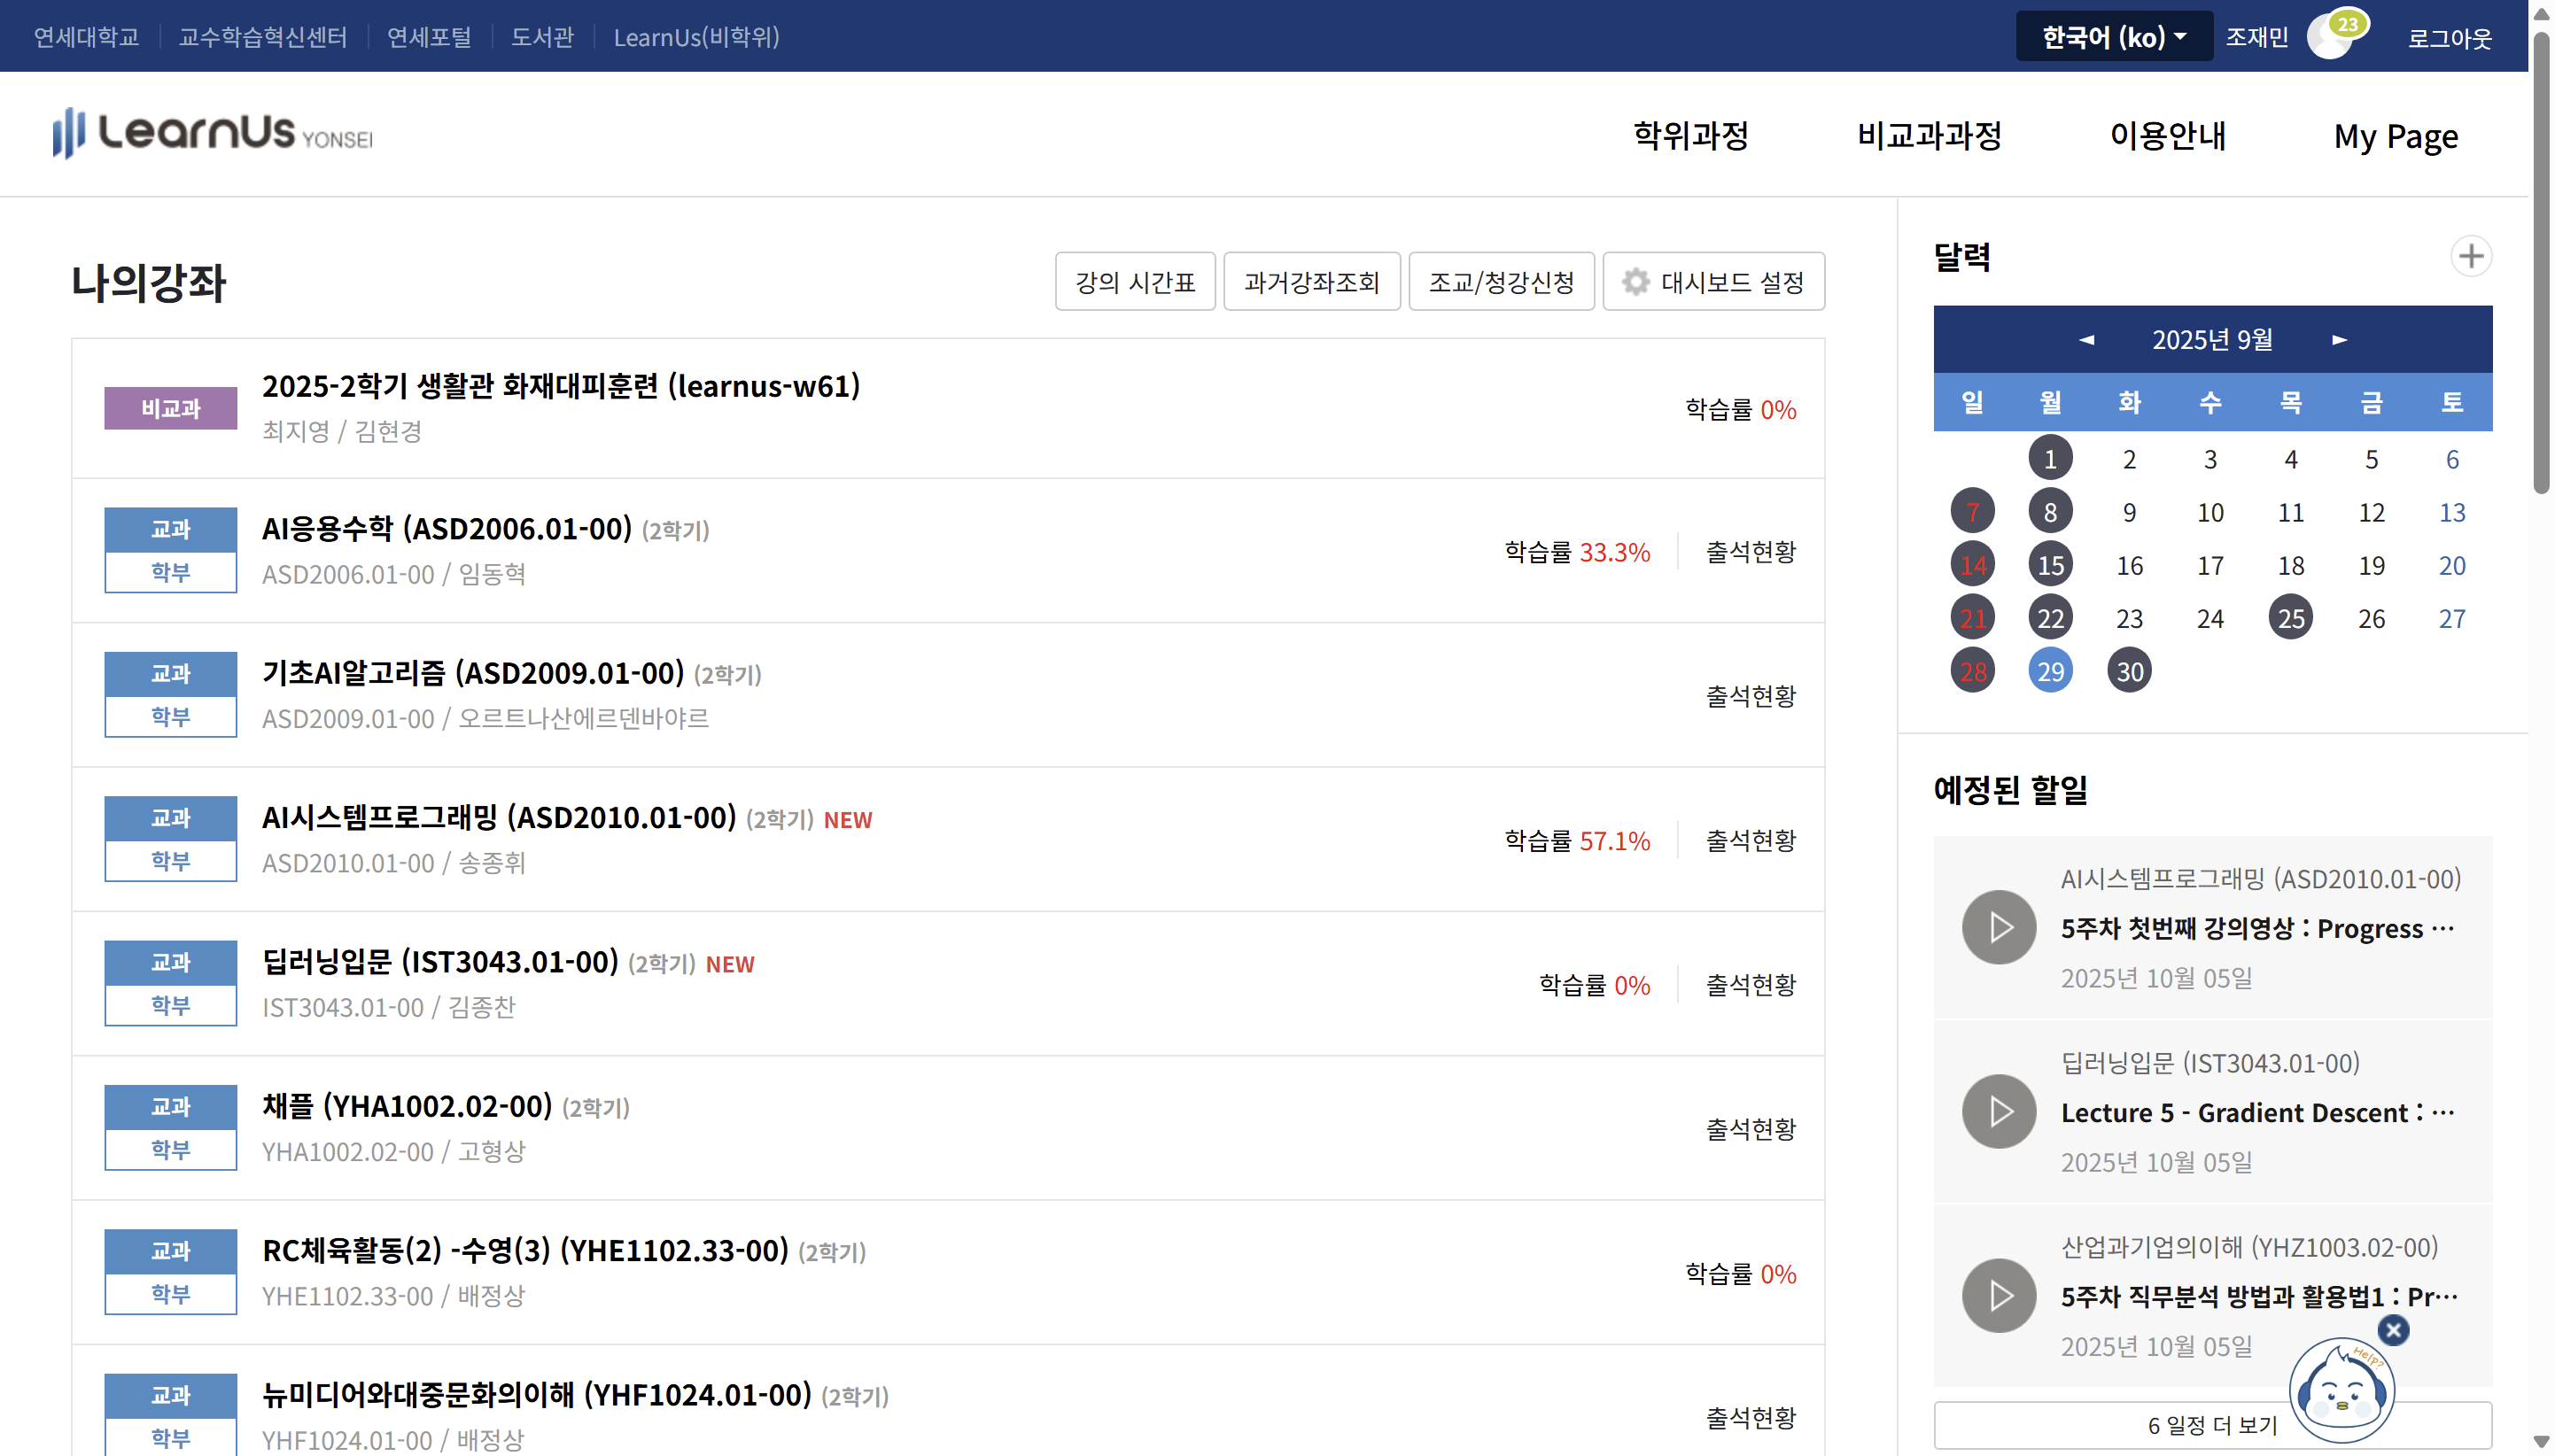 연세대학교 교수학습혁신센터 연세포털 도서관 LearnUs(비학위) 한국어 (ko) 조재민 23 로그아웃
LearnUs YONSEI 학위과정 비교과과정 이용안내 My Page
나의강좌 강의 시간표 과거강좌조회 조교/청강신청 대시보드 설정
비교과
2025-2학기 생활관 화재대피훈련 (learnus-w61)
최지영 / 김현경
학습률 0%
교과
학부
AI응용수학 (ASD2006.01-00) (2학기)
ASD2006.01-00 / 임동혁
학습률 33.3% 출석현황
교과
학부
기초AI알고리즘 (ASD2009.01-00) (2학기)
ASD2009.01-00 / 오르트나산에르덴바야르
출석현황
교과
학부
AI시스템프로그래밍 (ASD2010.01-00) (2학기) NEW
ASD2010.01-00 / 송종휘
학습률 57.1% 출석현황
교과
학부
딥러닝입문 (IST3043.01-00) (2학기) NEW
IST3043.01-00 / 김종찬
학습률 0% 출석현황
교과
학부
채플 (YHA1002.02-00) (2학기)
YHA1002.02-00 / 고형상
출석현황
교과
학부
RC체육활동(2) -수영(3) (YHE1102.33-00) (2학기)
YHE1102.33-00 / 배정상
학습률 0%
교과
학부
뉴미디어와대중문화의이해 (YHF1024.01-00) (2학기)
YHF1024.01-00 / 배정상
출석현황
달력
◄ 2025년 9월 ►
일 월 화 수 목 금 토
1 2 3 4 5 6
7 8 9 10 11 12 13
14 15 16 17 18 19 20
21 22 23 24 25 26 27
28 29 30
예정된 할일
AI시스템프로그래밍 (ASD2010.01-00)
5주차 첫번째 강의영상 : Progress ⋯
2025년 10월 05일
딥러닝입문 (IST3043.01-00)
Lecture 5 - Gradient Descent : ⋯
2025년 10월 05일
산업과기업의이해 (YHZ1003.02-00)
5주차 직무분석 방법과 활용법1 : Pr⋯
2025년 10월 05일
Help?
6 일정 더 보기